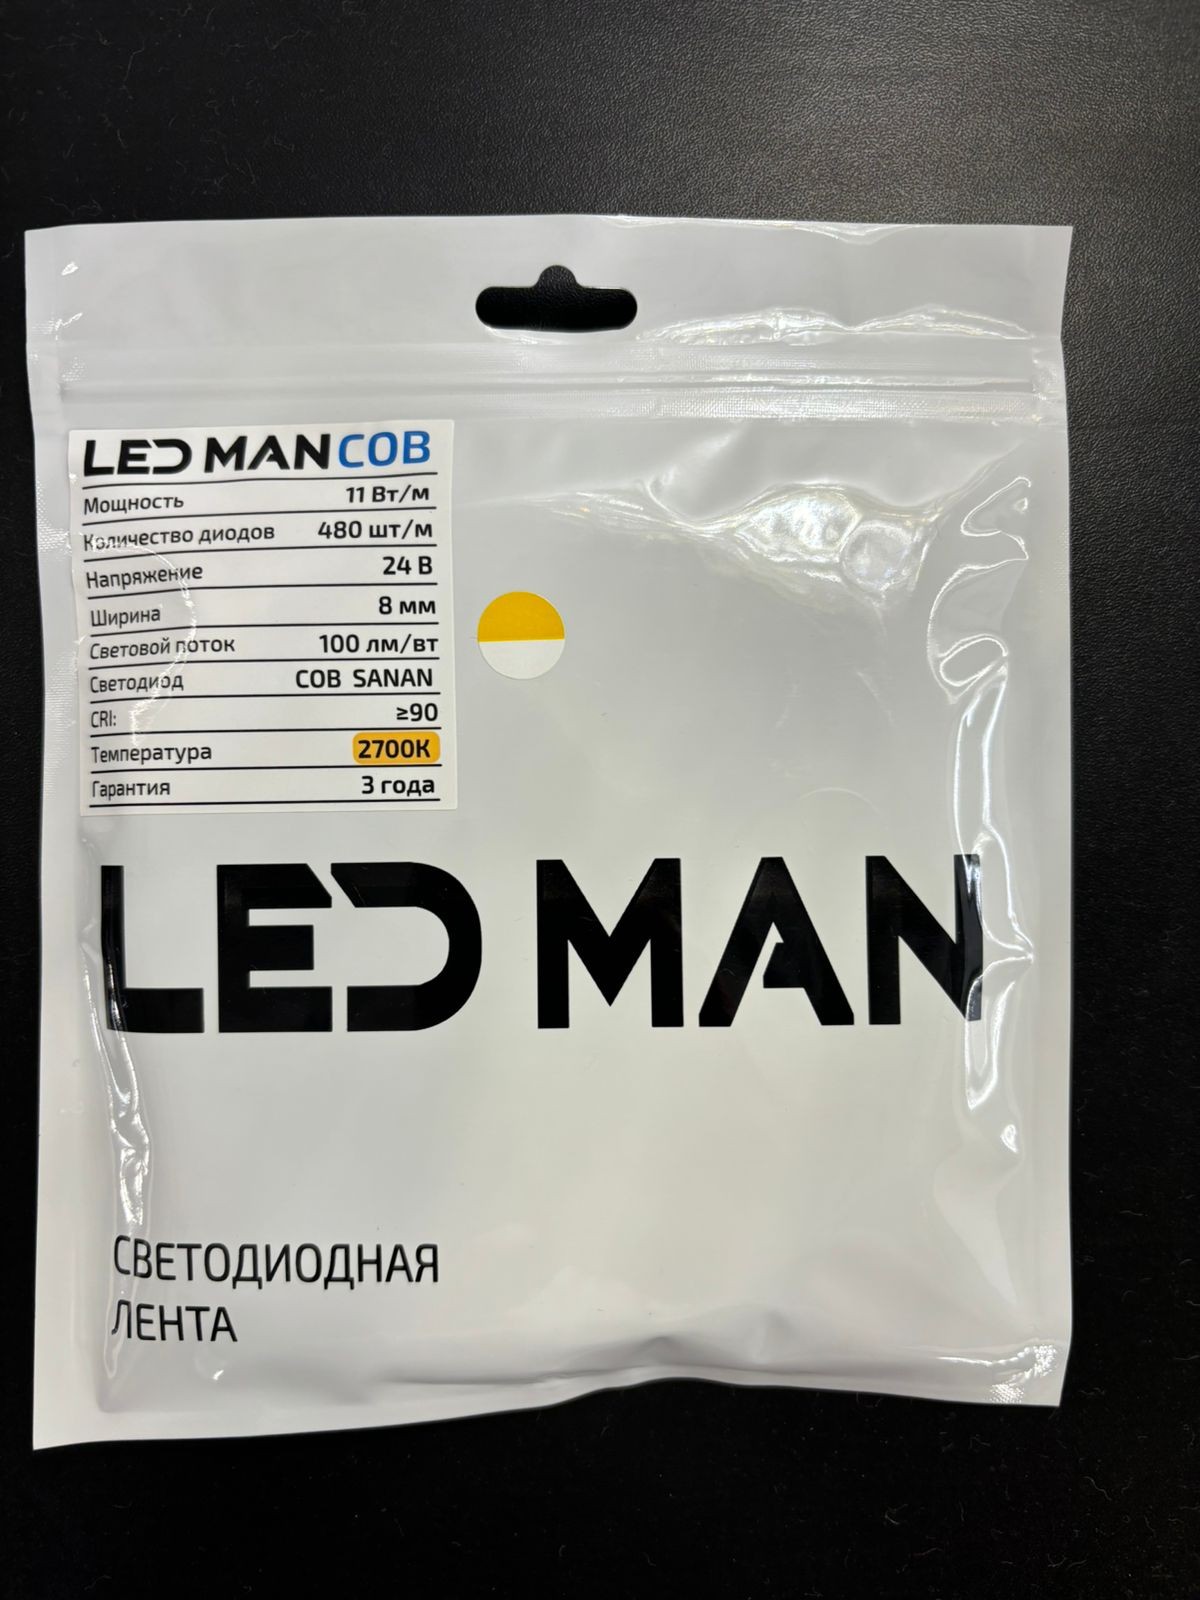 LED MAN COB
Мощность 11 Вт/м
Количество диодов 480 шт/м
Напряжение 24 В
Ширина 8 мм
Световой поток 100 лм/вт
Светодиод COB SANAN
CRI: ≥90
Температура 2700К
Гарантия 3 года
LED MAN
СВЕТОДИОДНАЯ
ЛЕНТА